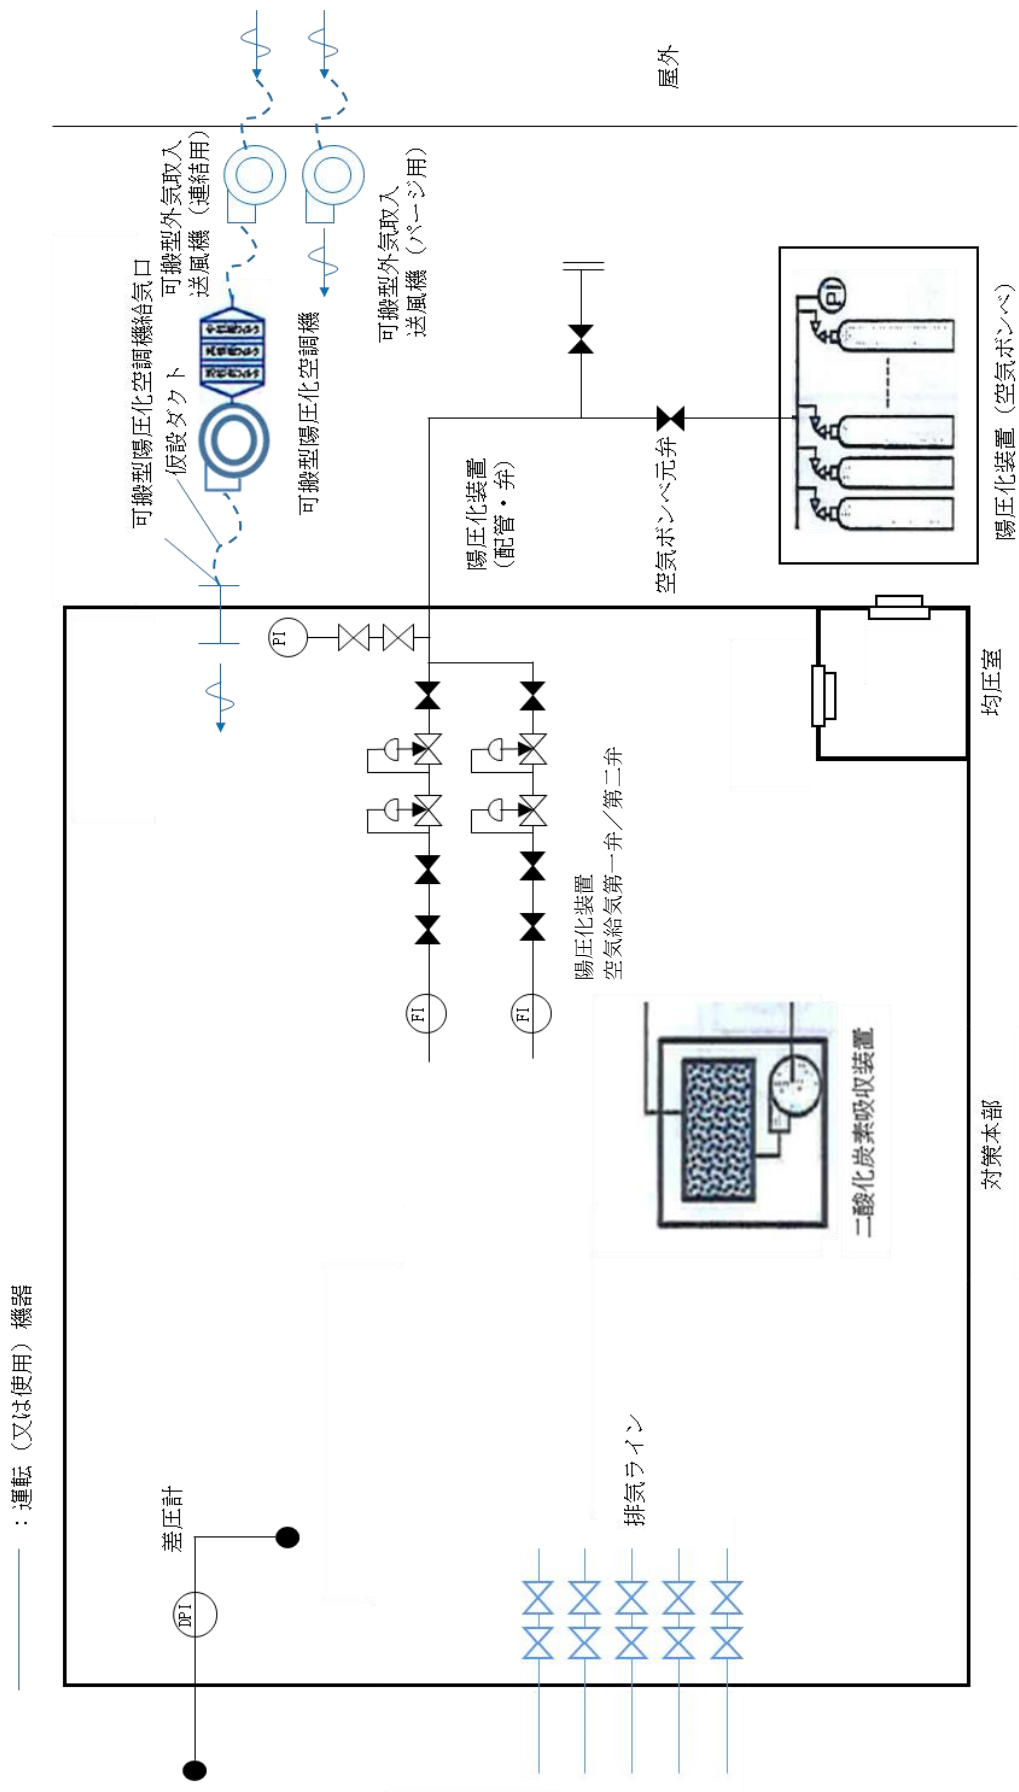 ：運転（又は使用）機器
差圧計
DPI
排気ライン
可搬型陽圧化空調機給気口
仮設ダクト
可搬型外気取入
送風機（連結用）
可搬型陽圧化空調機
可搬型外気取入
送風機（パージ用）
屋外
PI
FI
FI
陽圧化装置
（配管・弁）
空気ボンベ元弁
陽圧化装置
空気給気第一弁／第二弁
PI
陽圧化装置（空気ボンベ）
二酸化炭素吸収装置
均圧室
対策本部